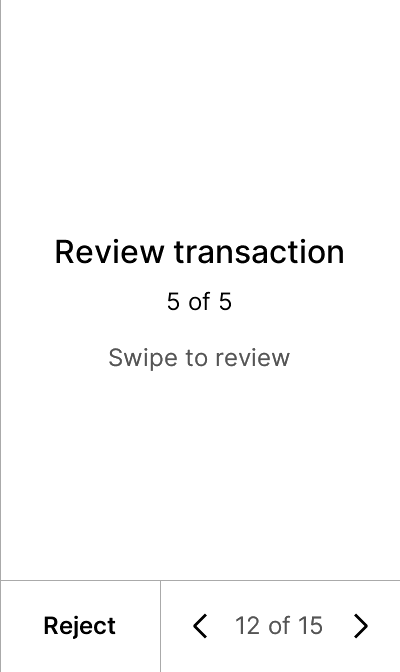 Review transaction
5 of 5
Swipe to review
Reject
12 of 15